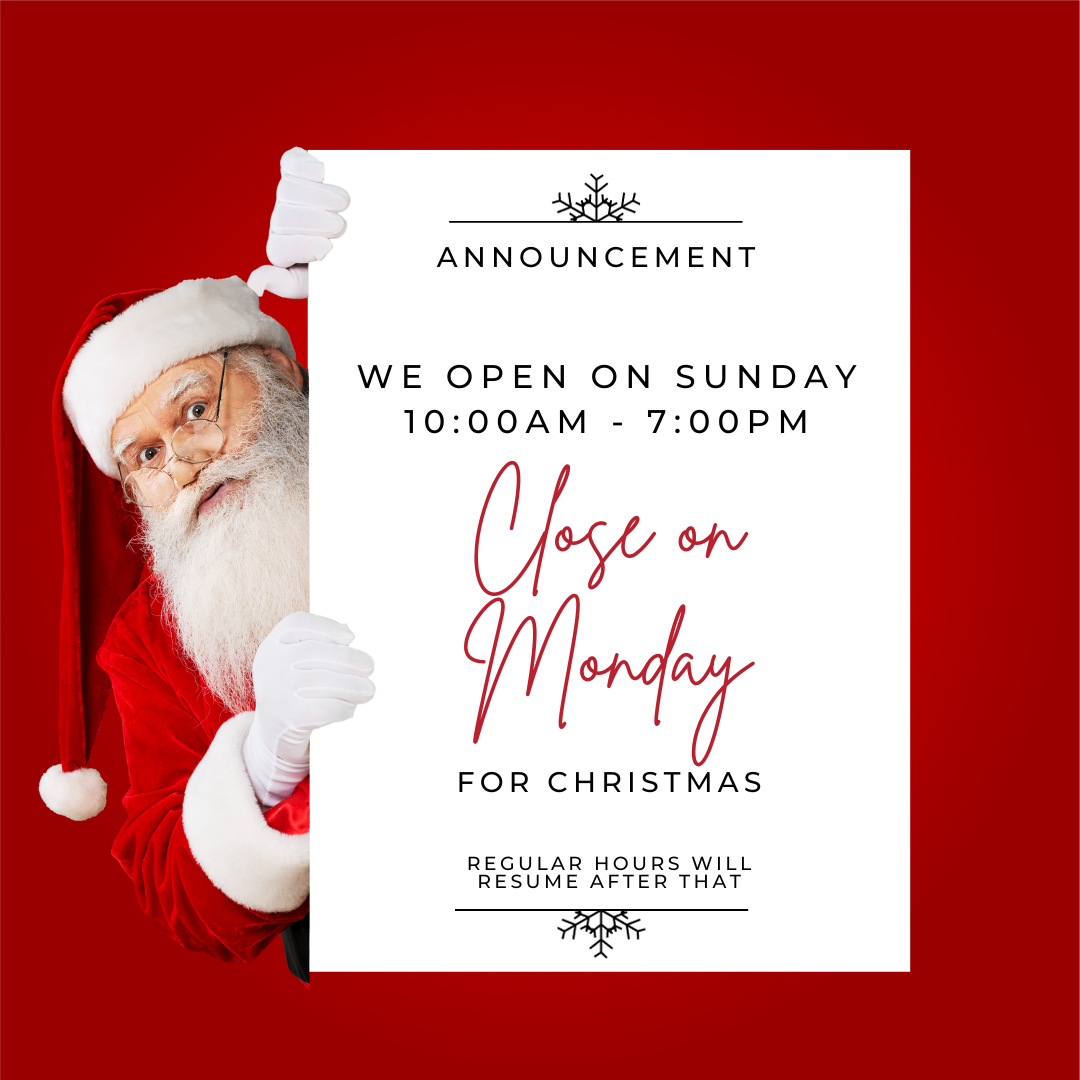 ANNOUNCEMENT
WE OPEN ON SUNDAY
10:00AM - 7:00PM
Close on
Monday
FOR CHRISTMAS
REGULAR HOURS WILL
RESUME AFTER THAT